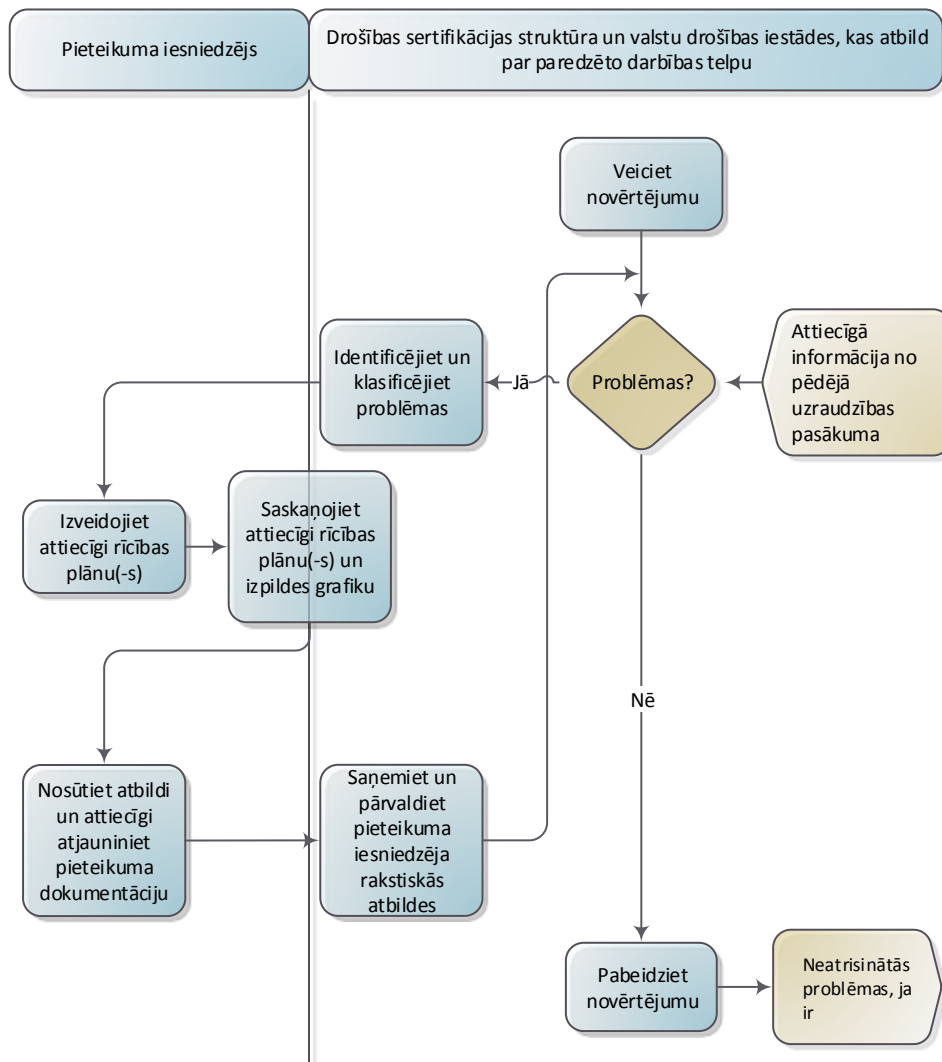 Pieteikuma iesniedzējs
Drošības sertifikācijas struktūra un valstu drošības iestādes, kas atbild
par paredzēto darbības telpu
Veiciet
novērtējumu
Identificējiet un
klasificējiet
problēmas
Jā
Problēmas?
Attiecīgā
informācija no
pēdējā
uzraudzības
pasākuma
Izveidojiet
attiecīgi rīcības
plānu(-s)
Saskaņojiet
attiecīgi rīcības
plānu(-s) un
izpildes grafiku
Nē
Nosūtiet atbildi
un attiecīgi
atjauniniet
pieteikuma
dokumentāciju
Saņemiet un
pārvaldiet
pieteikuma
iesniedzēja
rakstiskās
atbildes
Pabeidziet
novērtējumu
Neatrisinātās
problēmas, ja
ir